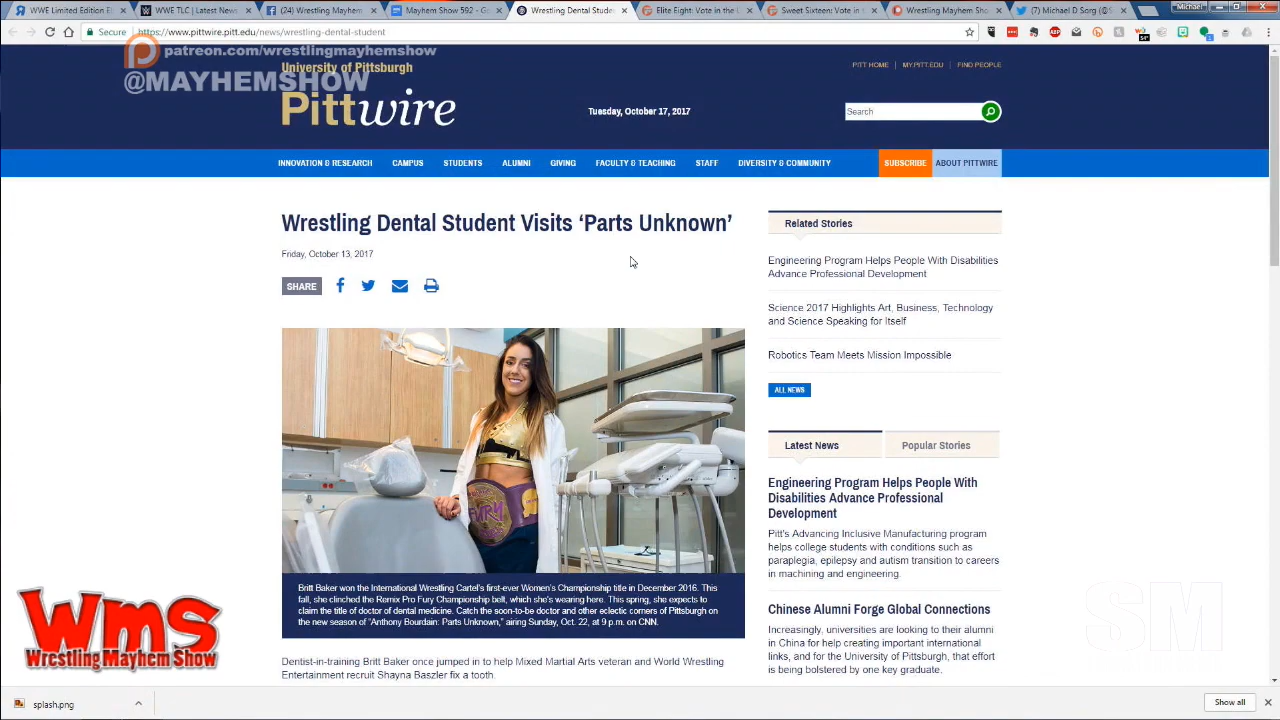 WWE Limited Edition B
WWE TLC | Latest News
(24) Wrestling Mayhem
Mayhem Show 592 - Go
Wrestling Dental Stude
Elite Eight: Vote in the
Sweet Sixteen: Vote in t
Wrestling Mayhem Sho
(7) Michael D Sorg (@S
Michael
Secure
https://www.pittwire.pitt.edu/news/wrestling-dental-student
patreon.com/wrestlingmayhemshow
@MAYHEMSHOW
University of Pittsburgh
Pittwire
Tuesday, October 17, 2017
PITT HOME | MY.PITT.EDU | FIND PEOPLE
Search
INNOVATION & RESEARCH CAMPUS STUDENTS ALUMNI GIVING FACULTY & TEACHING STAFF DIVERSITY & COMMUNITY SUBSCRIBE ABOUT PITTWIRE
Wrestling Dental Student Visits ‘Parts Unknown’
Friday, October 13, 2017
SHARE
FURY
Britt Baker won the International Wrestling Cartel's first-ever Women's Championship title in December 2016. This
fall, she clinched the Remix Pro Fury Championship belt, which she's wearing here. This spring, she expects to
claim the title of doctor of dental medicine. Catch the soon-to-be doctor and other eclectic corners of Pittsburgh on
the new season of “Anthony Bourdain: Parts Unknown,” airing Sunday, Oct. 22, at 9 p.m. on CNN.
Dentist-in-training Britt Baker once jumped in to help Mixed Martial Arts veteran and World Wrestling
Entertainment recruit Shayna Baszler fix a tooth.
Related Stories
Engineering Program Helps People With Disabilities
Advance Professional Development
Science 2017 Highlights Art, Business, Technology
and Science Speaking for Itself
Robotics Team Meets Mission Impossible
ALL NEWS
Latest News
Popular Stories
Engineering Program Helps People With
Disabilities Advance Professional
Development
Pitt's Advancing Inclusive Manufacturing program
helps college students with conditions such as
paraplegia, epilepsy and autism transition to careers
in machining and engineering.
Chinese Alumni Forge Global Connections
Increasingly, universities are looking to their alumni
in China for help creating important international
links, and for the University of Pittsburgh, that effort
is being bolstered by one key graduate.
Wms
Wrestling Mayhem Show
SM
splash.png
Show all